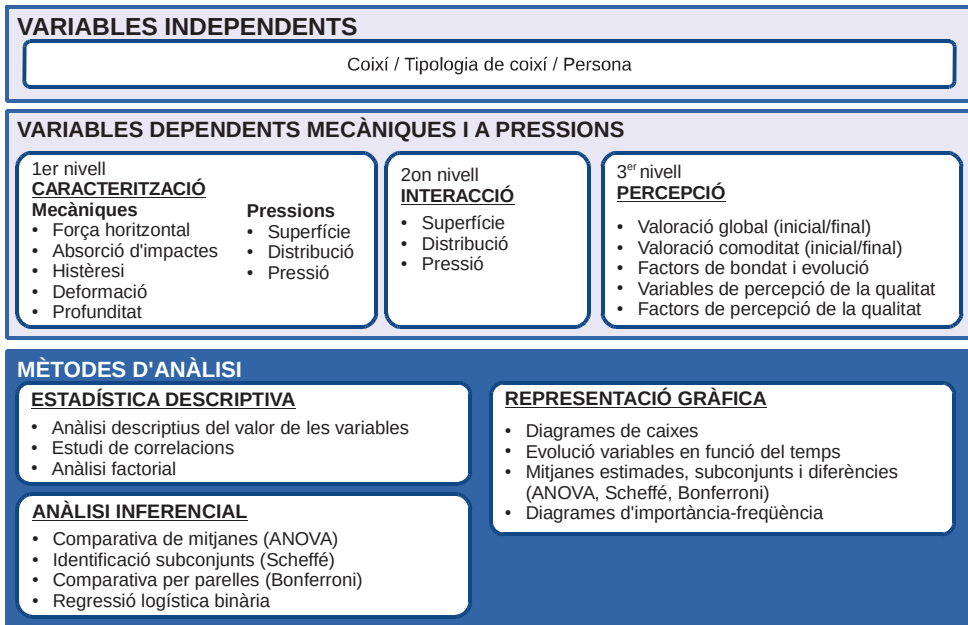 VARIABLES INDEPENDENTS
Coixí / Tipologia de coixí / Persona
VARIABLES DEPENDENTS MECÀNIQUES I A PRESSIONS
1er nivell
CARACTERITZACIÓ
Mecàniques
• Força horitzontal
• Absorció d'impactes
• Histèresi
• Deformació
• Profunditat
Pressions
• Superfície
• Distribució
• Pressió
2on nivell
INTERACCIÓ
• Superfície
• Distribució
• Pressió
3er nivell
PERCEPCIÓ
• Valoració global (inicial/final)
• Valoració comoditat (inicial/final)
• Factors de bondat i evolució
• Variables de percepció de la qualitat
• Factors de percepció de la qualitat
MÈTODES D'ANÀLISI
ESTADÍSTICA DESCRIPTIVA
• Anàlisi descriptius del valor de les variables
• Estudi de correlacions
• Anàlisi factorial
ANÀLISI INFERENCIAL
• Comparativa de mitjanes (ANOVA)
• Identificació subconjunts (Scheffé)
• Comparativa per parelles (Bonferroni)
• Regressió logística binària
REPRESENTACIÓ GRÀFICA
• Diagrames de caixes
• Evolució variables en funció del temps
• Mitjanes estimades, subconjunts i diferències
(ANOVA, Scheffé, Bonferroni)
• Diagrames d'importància-freqüència